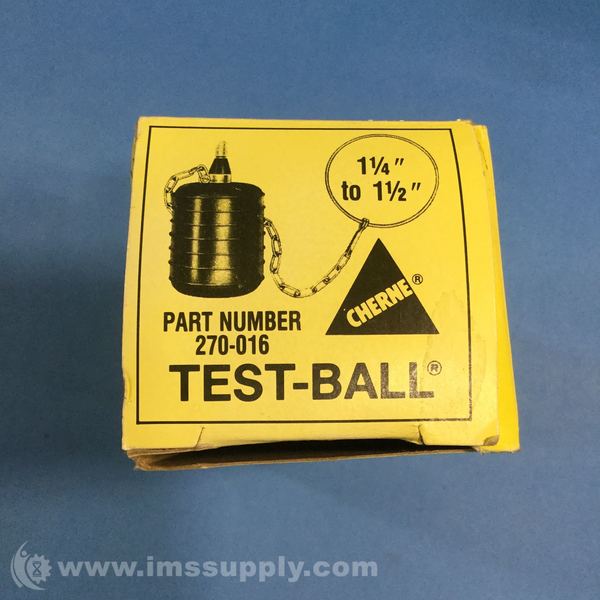 1¼"
to 1½"
CHERNE®
PART NUMBER
270-016
TEST-BALL®
www.imssupply.com